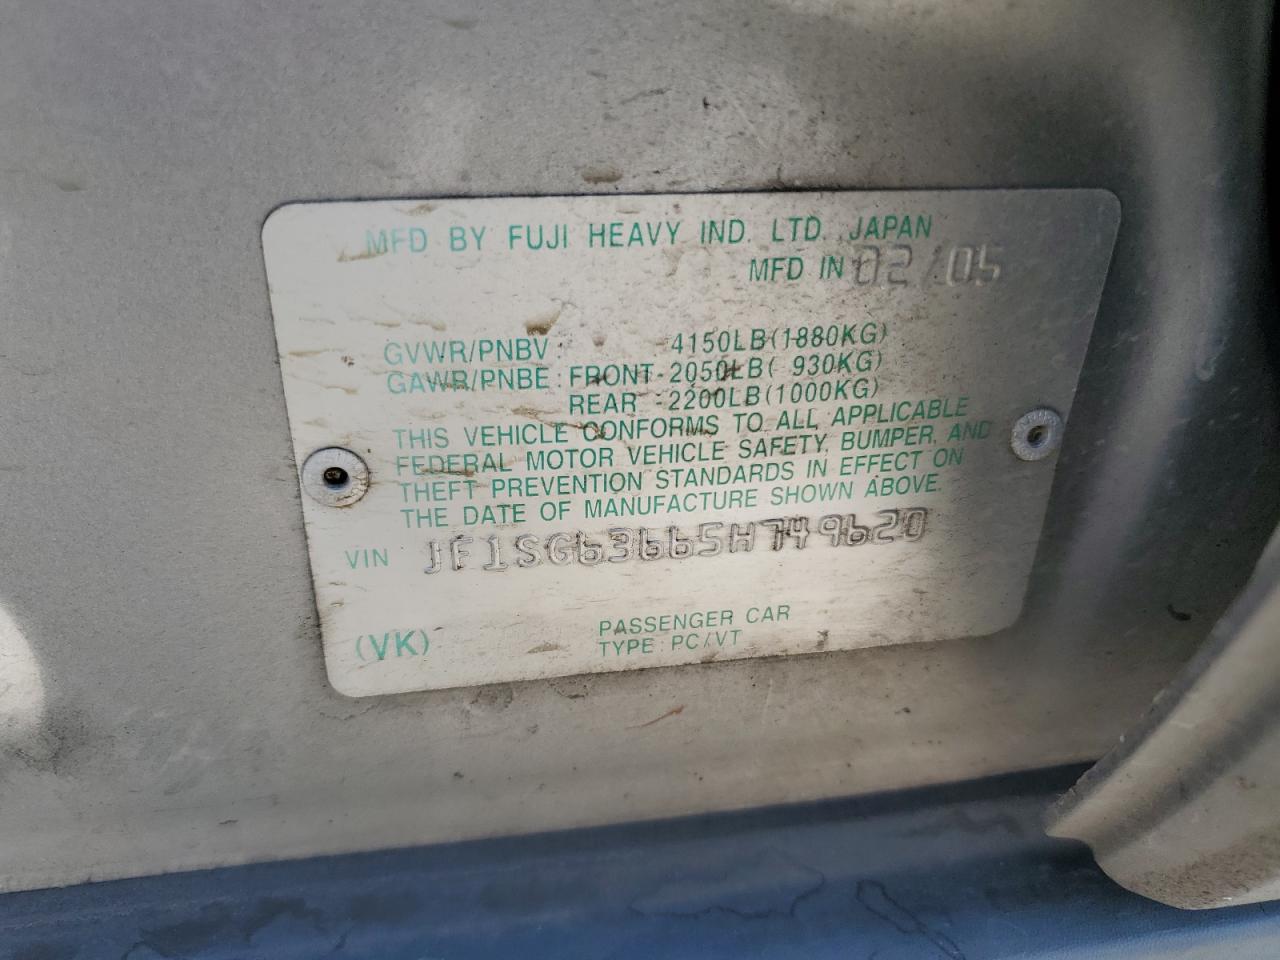 MFD BY FUJI HEAVY IND. LTD. JAPAN
MFD IN 02/05
GVWR/PNBV : 4150LB(1880KG)
GAWR/PNBE : FRONT-2050LB( 930KG)
REAR -2200LB(1000KG)
THIS VEHICLE CONFORMS TO ALL APPLICABLE
FEDERAL MOTOR VEHICLE SAFETY, BUMPER, AND
THEFT PREVENTION STANDARDS IN EFFECT ON
THE DATE OF MANUFACTURE SHOWN ABOVE.
VIN JF1SG63665H749620
(VK)
PASSENGER CAR
TYPE : PC/VT